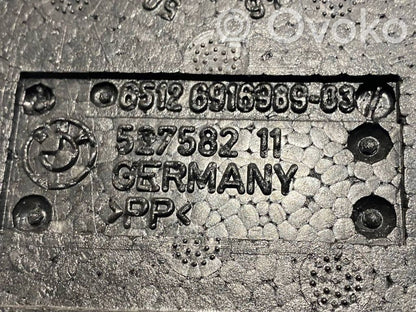 Ovoko
6512 6916989-03
527582 11
GERMANY
>PP<